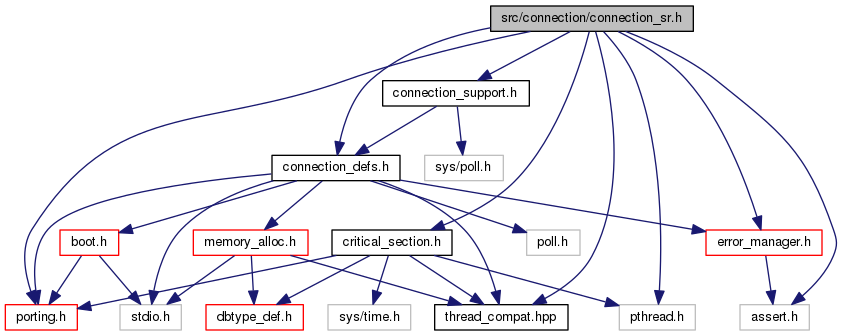 src/connection/connection_sr.h
connection_support.h
connection_defs.h
sys/poll.h
boot.h
memory_alloc.h
critical_section.h
poll.h
error_manager.h
porting.h
stdio.h
dbtype_def.h
sys/time.h
thread_compat.hpp
pthread.h
assert.h